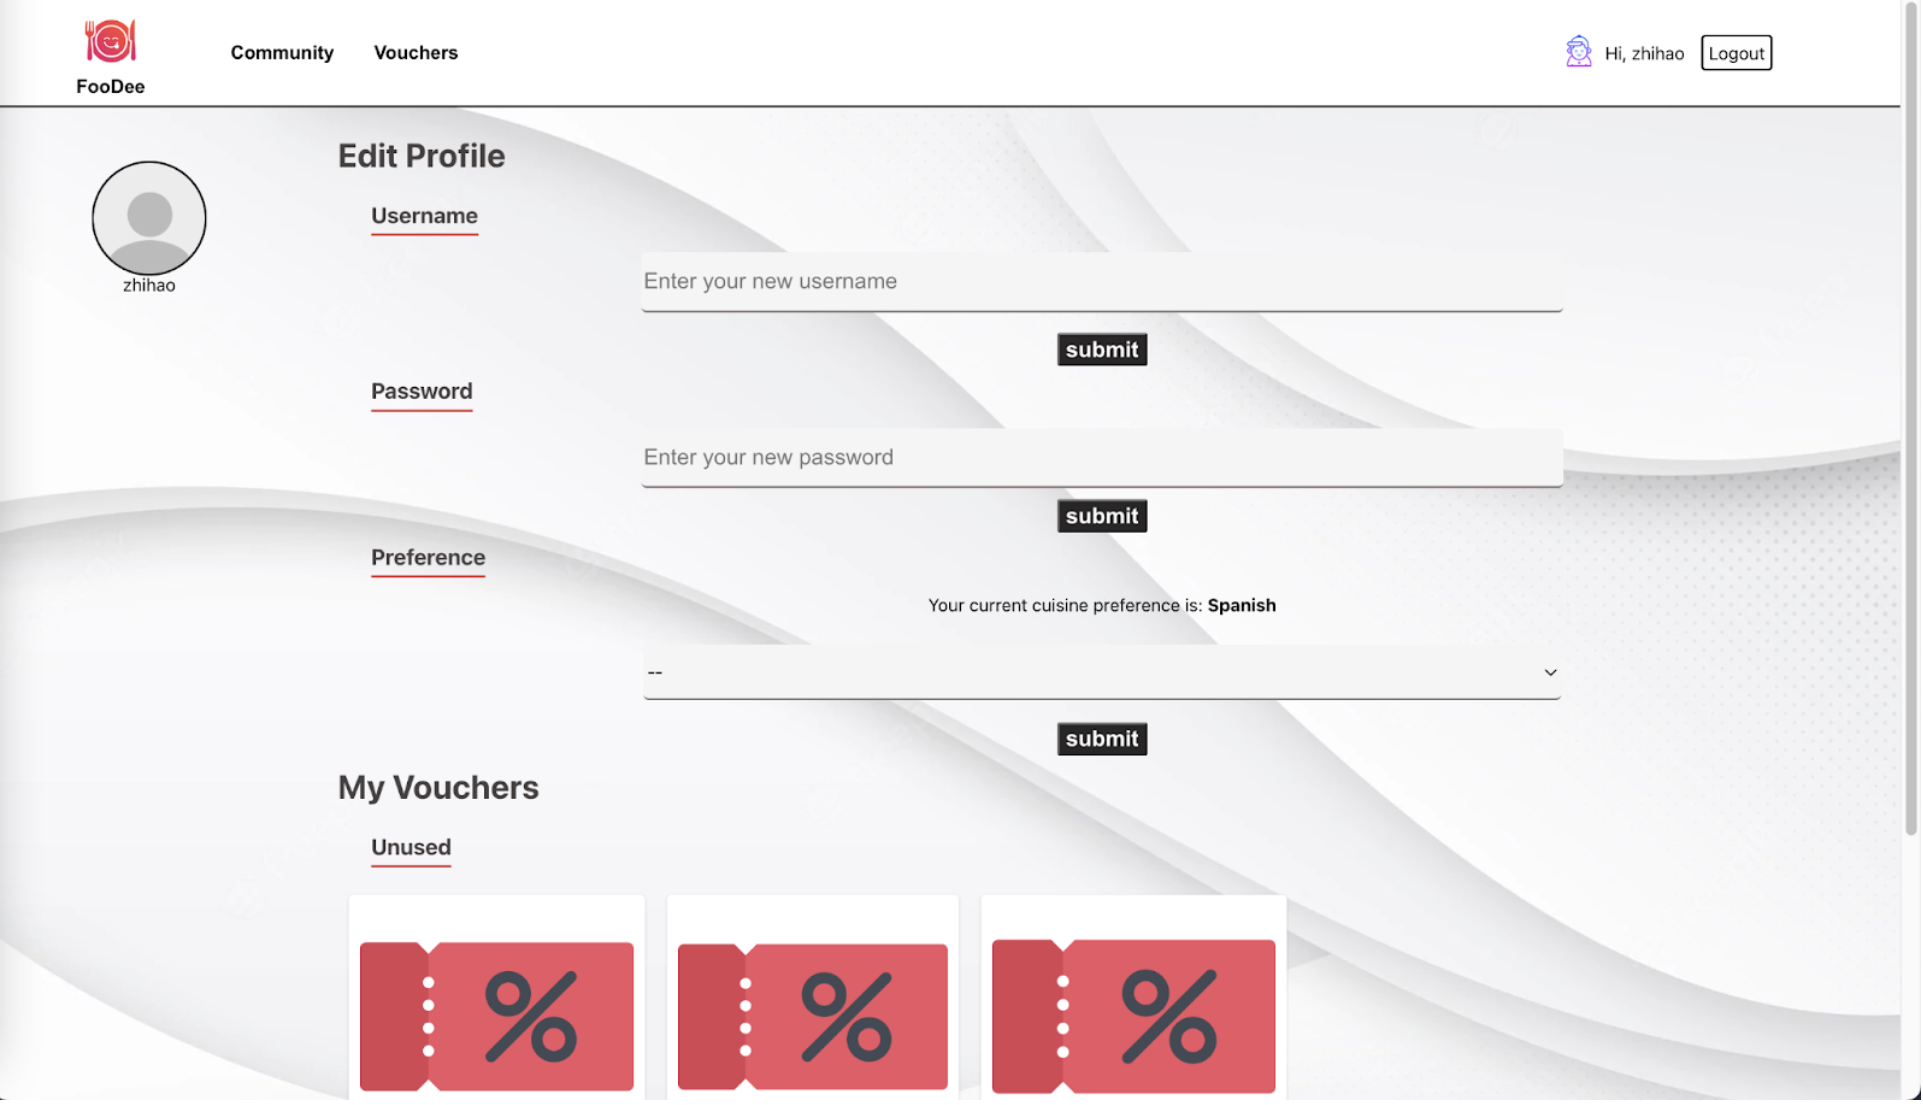 FooDee
Community
Vouchers
Hi, zhihao
Logout
zhihao
Edit Profile
Username
Enter your new username
submit
Password
Enter your new password
submit
Preference
Your current cuisine preference is: Spanish
--
submit
My Vouchers
Unused
%
%
%